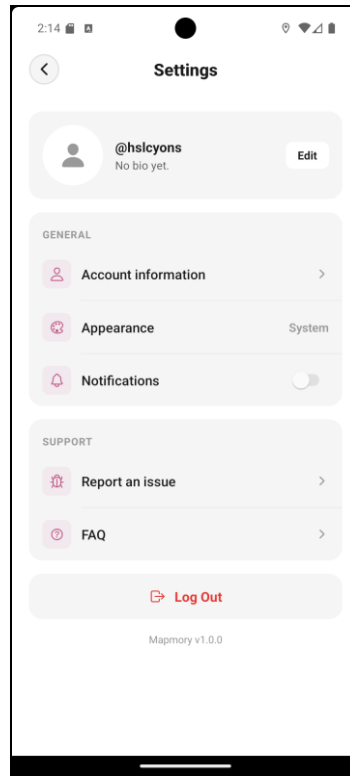 2:14
Settings
@hslcyons
No bio yet.
Edit
GENERAL
Account information
Appearance
System
Notifications
SUPPORT
Report an issue
FAQ
Log Out
Mapmory v1.0.0